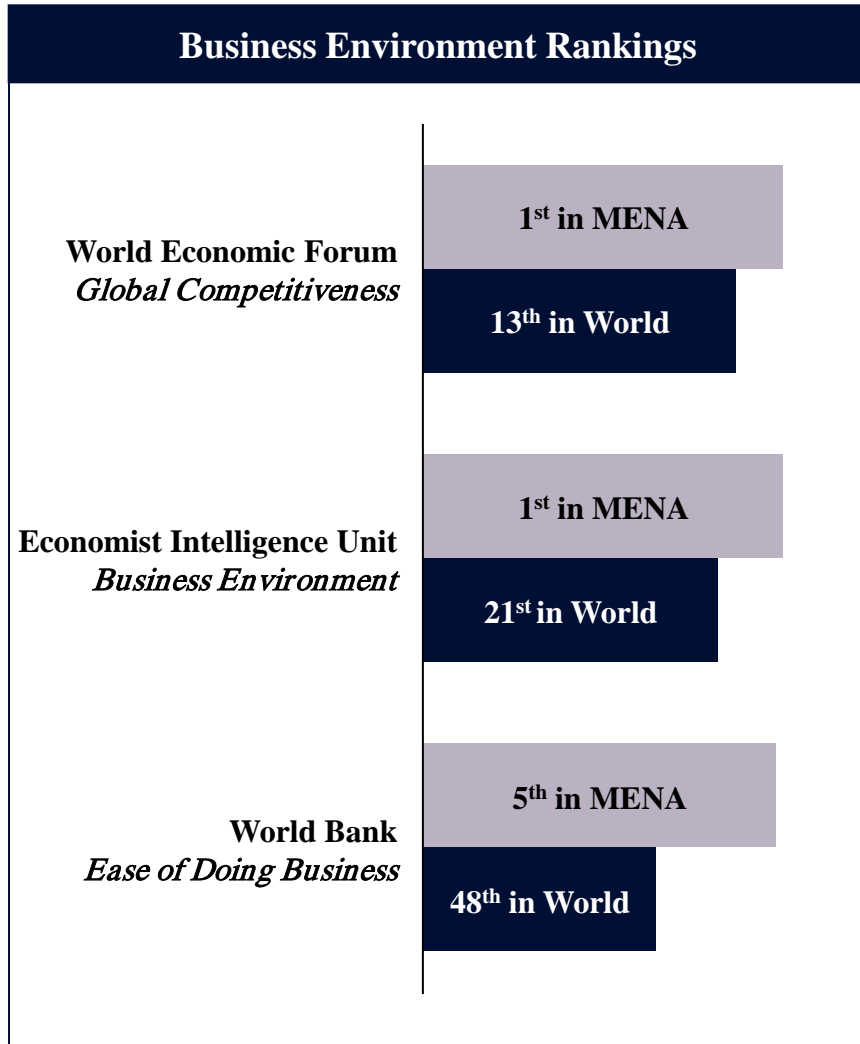 Business Environment Rankings
1st in MENA
World Economic Forum
Global Competitiveness
13th in World
1st in MENA
Economist Intelligence Unit
Business Environment
21st in World
5th in MENA
World Bank
Ease of Doing Business
48th in World